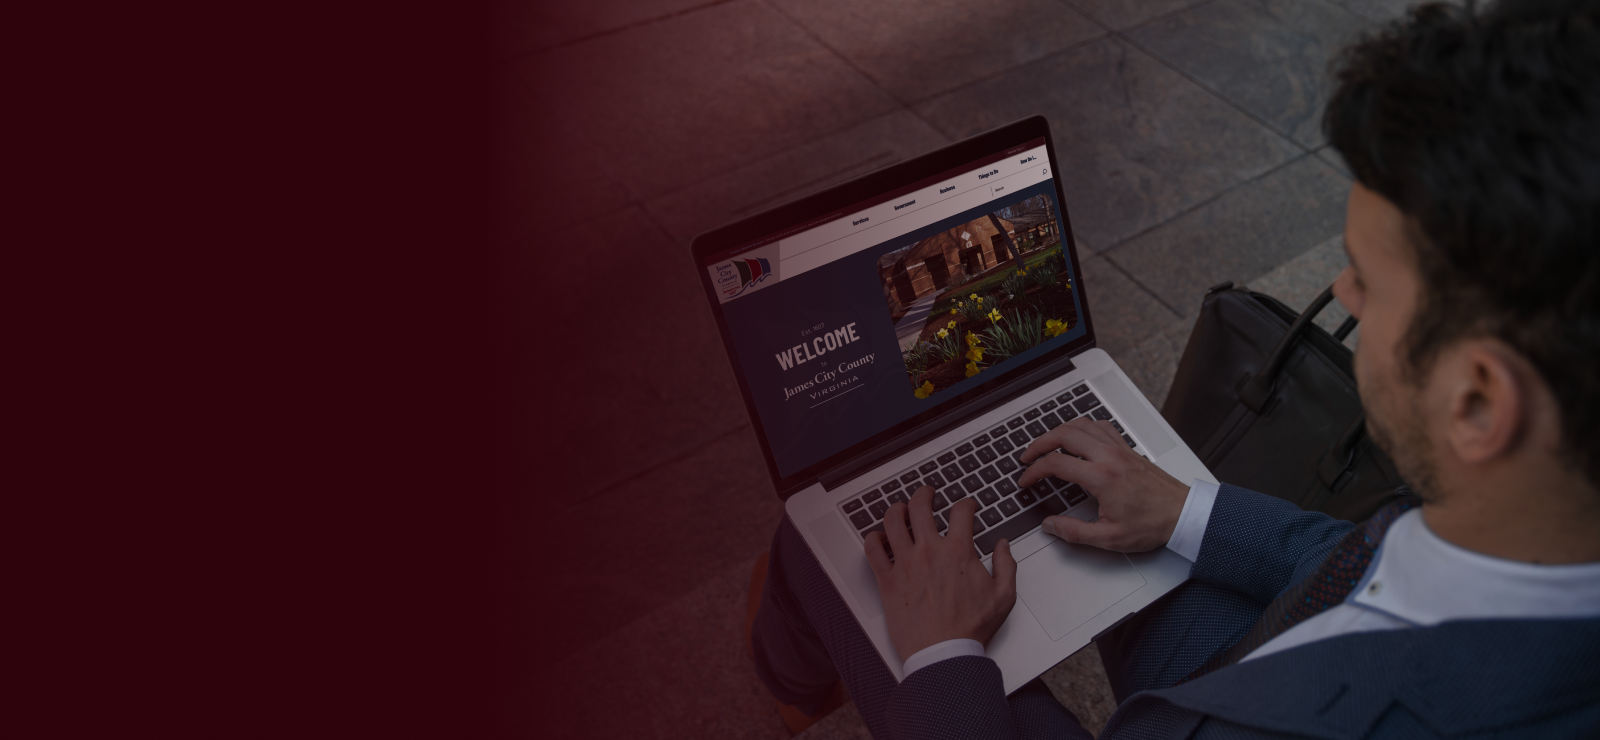 How Do I...
Things to Do
Business
Government
Services
Search
James
City
County
Est. 1607
WELCOME
to
James City County
VIRGINIA